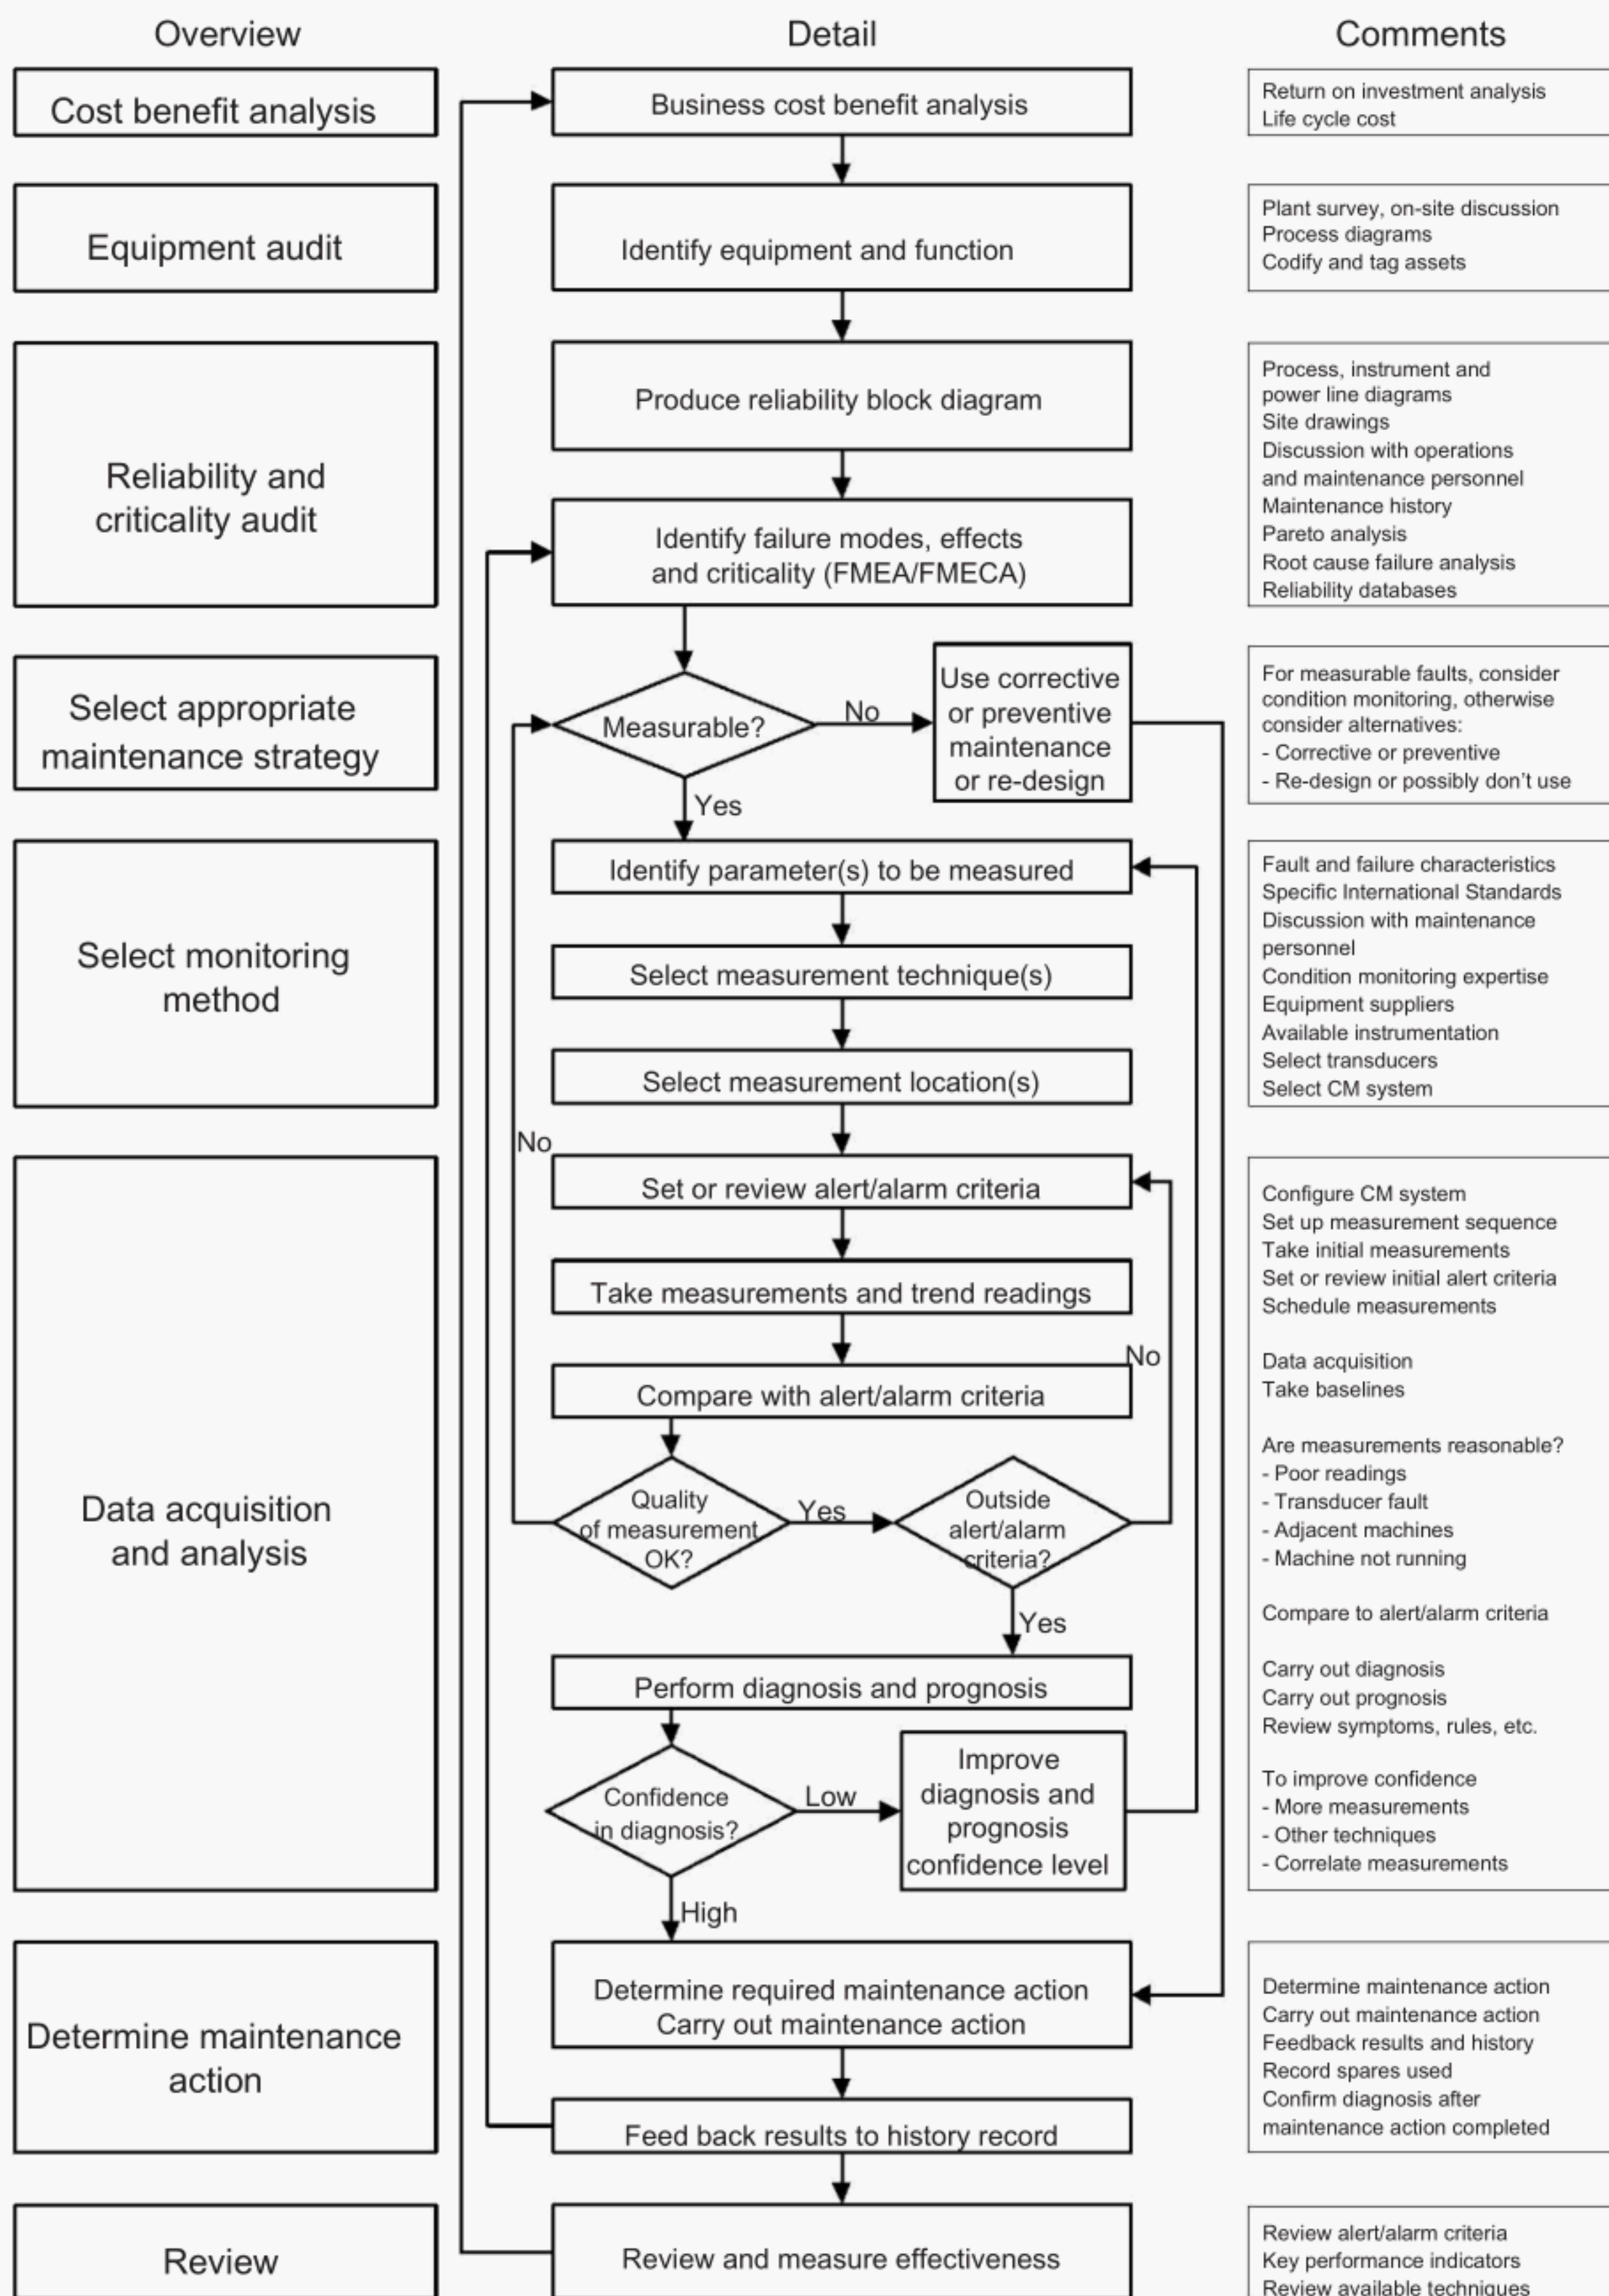 Overview
Detail
Comments
Cost benefit analysis
Business cost benefit analysis
Return on investment analysis
Life cycle cost
Equipment audit
Identify equipment and function
Plant survey, on-site discussion
Process diagrams
Codify and tag assets
Reliability and
criticality audit
Produce reliability block diagram
Identify failure modes, effects
and criticality (FMEA/FMECA)
Process, instrument and
power line diagrams
Site drawings
Discussion with operations
and maintenance personnel
Maintenance history
Pareto analysis
Root cause failure analysis
Reliability databases
Select appropriate
maintenance strategy
Measurable?
No
Use corrective
or preventive
maintenance
or re-design
Yes
For measurable faults, consider
condition monitoring, otherwise
consider alternatives:
- Corrective or preventive
- Re-design or possibly don't use
Select monitoring
method
Identify parameter(s) to be measured
Select measurement technique(s)
Select measurement location(s)
Fault and failure characteristics
Specific International Standards
Discussion with maintenance
personnel
Condition monitoring expertise
Equipment suppliers
Available instrumentation
Select transducers
Select CM system
Data acquisition
and analysis
No
Set or review alert/alarm criteria
Take measurements and trend readings
No
Compare with alert/alarm criteria
Quality
of measurement
OK?
Yes
Outside
alert/alarm
criteria?
Yes
Perform diagnosis and prognosis
Confidence
in diagnosis?
Low
Improve
diagnosis and
prognosis
confidence level
High
Configure CM system
Set up measurement sequence
Take initial measurements
Set or review initial alert criteria
Schedule measurements
Data acquisition
Take baselines
Are measurements reasonable?
- Poor readings
- Transducer fault
- Adjacent machines
- Machine not running
Compare to alert/alarm criteria
Carry out diagnosis
Carry out prognosis
Review symptoms, rules, etc.
To improve confidence
- More measurements
- Other techniques
- Correlate measurements
Determine maintenance
action
Determine required maintenance action
Carry out maintenance action
Feed back results to history record
Determine maintenance action
Carry out maintenance action
Feedback results and history
Record spares used
Confirm diagnosis after
maintenance action completed
Review
Review and measure effectiveness
Review alert/alarm criteria
Key performance indicators
Review available techniques